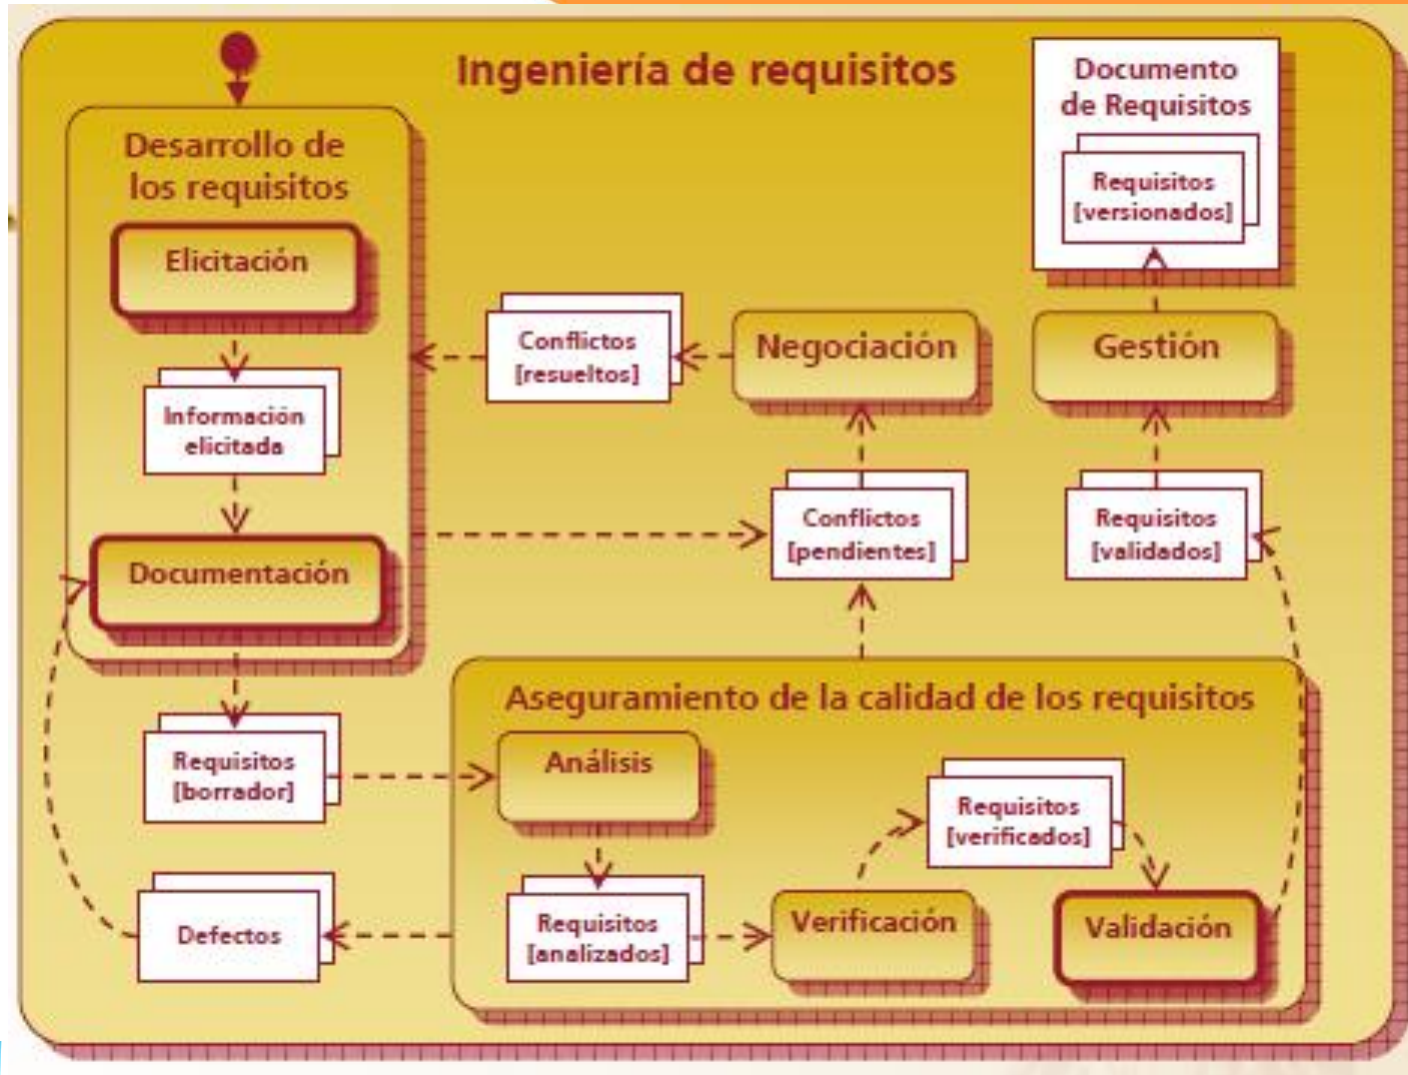 Ingeniería de requisitos
Documento
de Requisitos
Requisitos
[versionados]
Desarrollo de
los requisitos
Elicitación
Información
elicitada
Documentación
Conflictos
[resueltos]
Negociación
Gestión
Conflictos
[pendientes]
Requisitos
[validados]
Requisitos
[borrador]
Defectos
Aseguramiento de la calidad de los requisitos
Análisis
Requisitos
[analizados]
Verificación
Requisitos
[verificados]
Validación